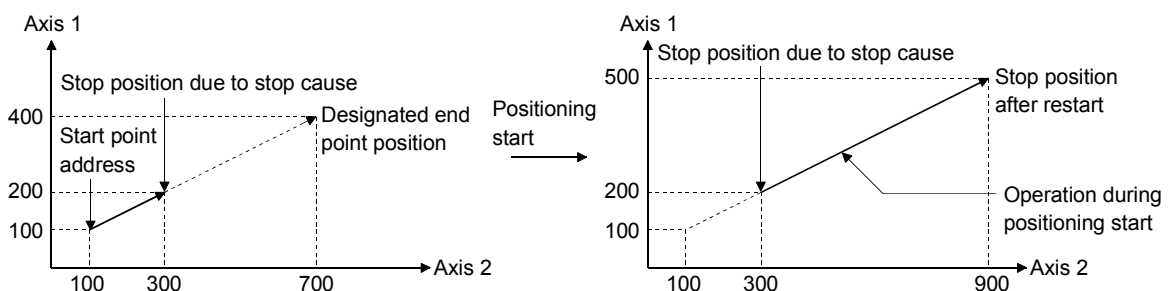 Axis 1
Stop position due to stop cause
400
Designated end
point position
Start point
address
200
100
100
300
700
Axis 2
Positioning
start
Axis 1
Stop position due to stop cause
500
Stop position
after restart
200
100
Operation during
positioning start
100
300
900
Axis 2